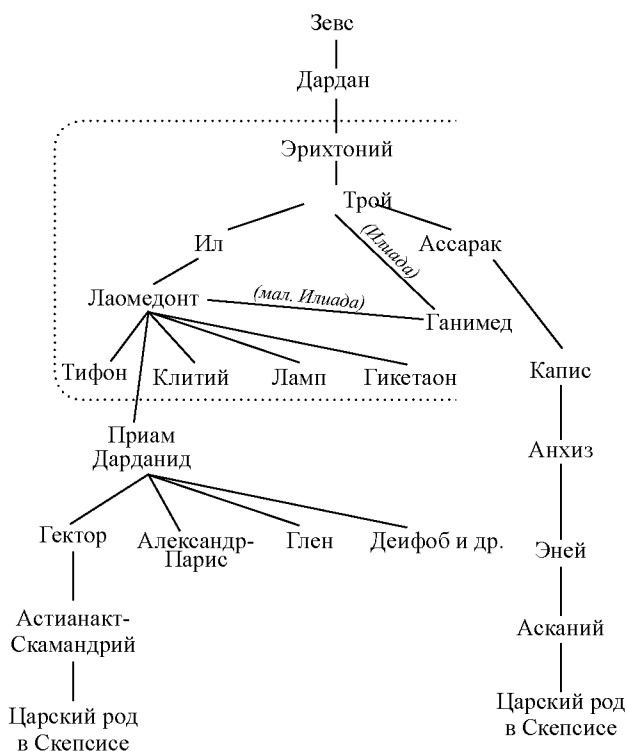 Зевс
Дардан
Эрихтоний
Трой
Ил
(Илиада)
Ассарак
Лаомедонт
(мал. Илиада)
Ганимед
Тифон
Клитий
Ламп
Гикетаон
Капис
Приам
Дарданид
Анхиз
Гектор
Александр-
Парис
Глен
Деифоб и др.
Эней
Астианакт-
Скамандрий
Асканий
Царский род
в Скепсисе
Царский род
в Скепсисе